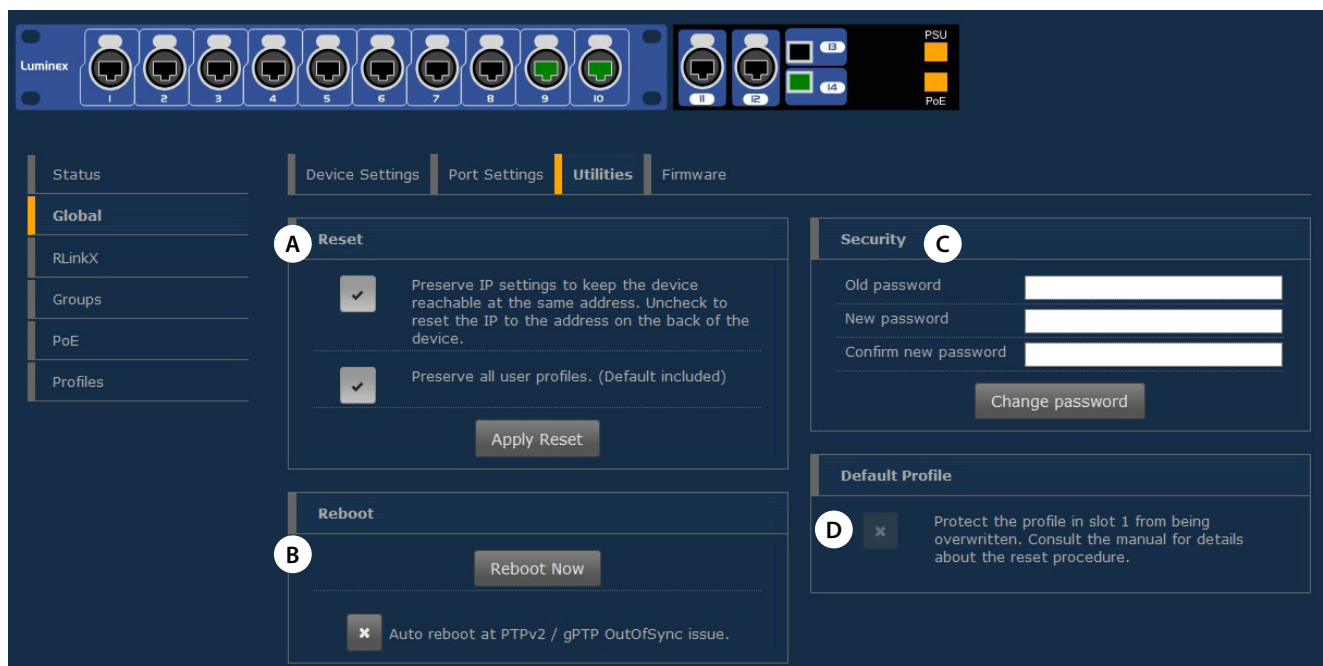 Luminex
1 2 3 4 5 6 7 8 9 10
11 12
13
14
PSU
PoE
Status
Global
RLinkX
Groups
PoE
Profiles
Device Settings
Port Settings
Utilities
Firmware
A
Reset
Preserve IP settings to keep the device
reachable at the same address. Uncheck to
reset the IP to the address on the back of the
device.
Preserve all user profiles. (Default included)
Apply Reset
Reboot
B
Reboot Now
Auto reboot at PTPv2 / gPTP OutOfSync issue.
Security
C
Old password
New password
Confirm new password
Change password
Default Profile
D
Protect the profile in slot 1 from being
overwritten. Consult the manual for details
about the reset procedure.